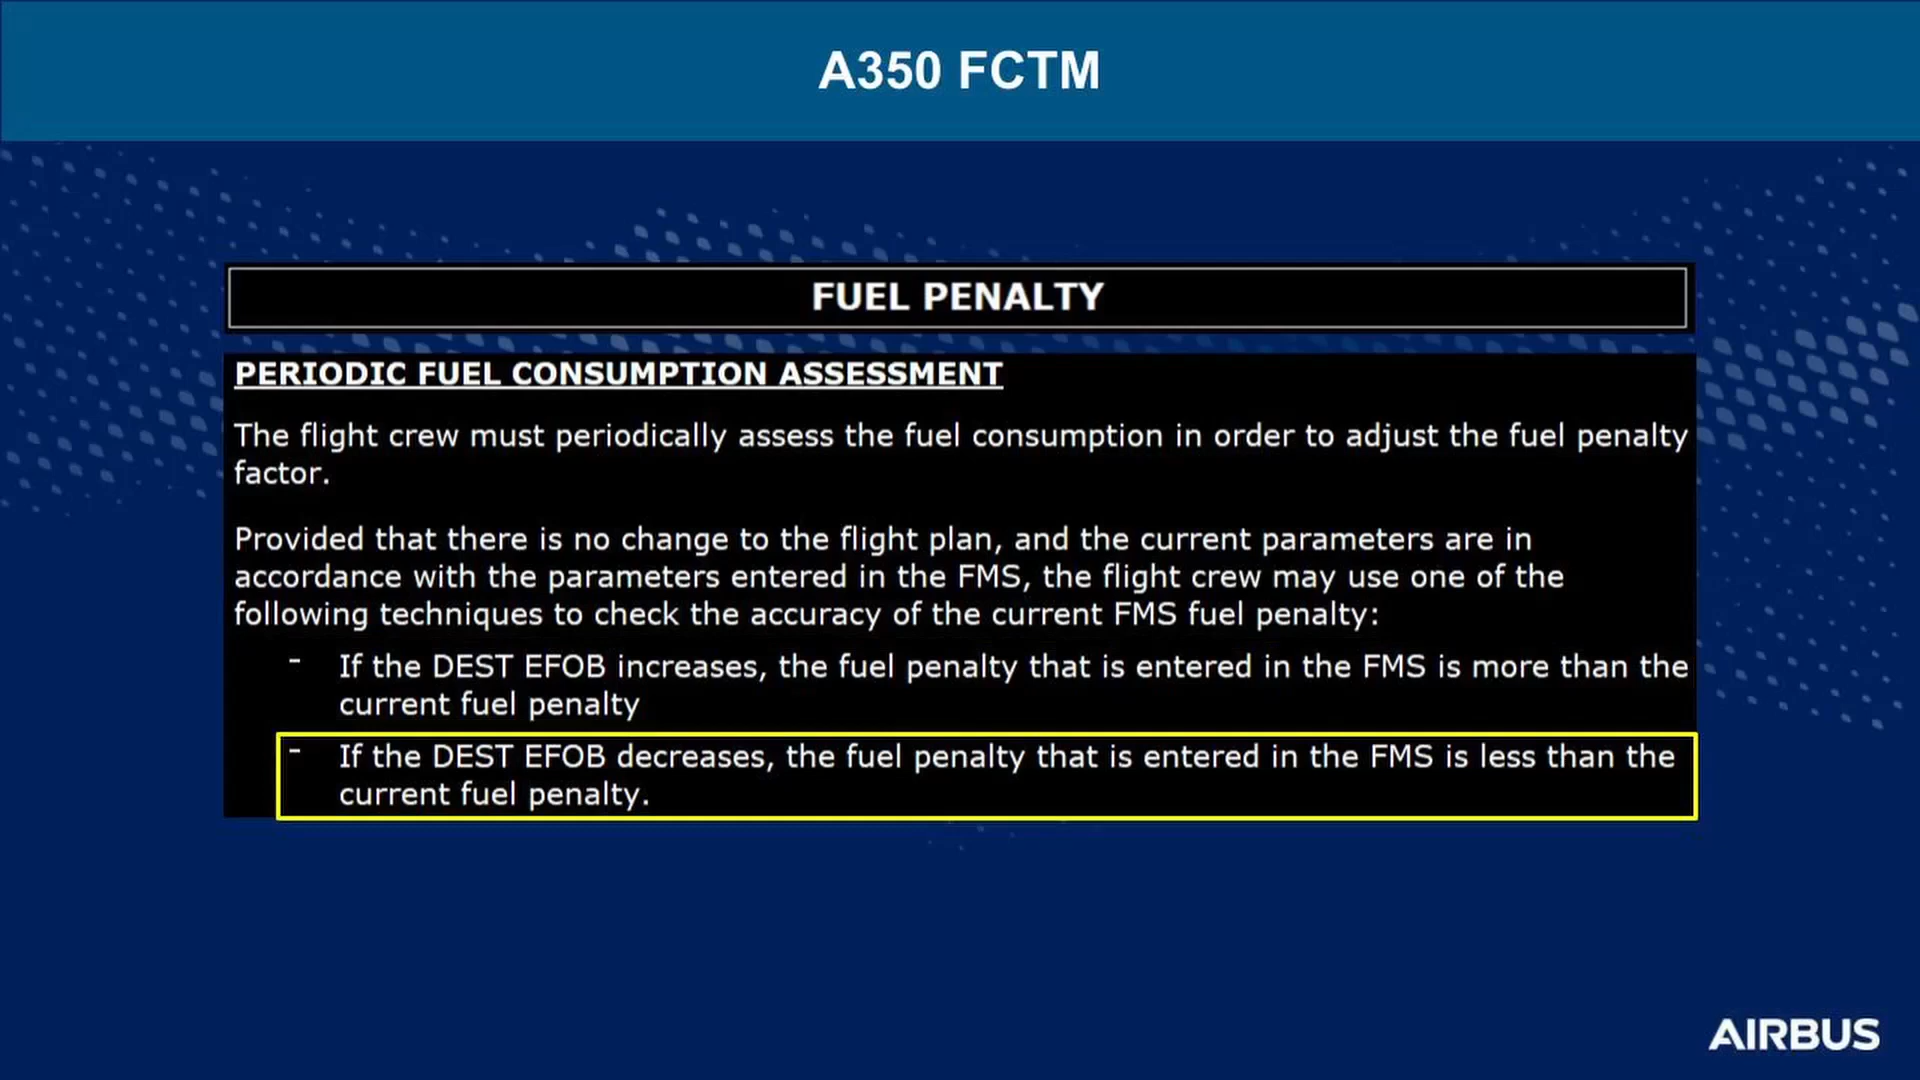 A350 FCTM
FUEL PENALTY
PERIODIC FUEL CONSUMPTION ASSESSMENT
The flight crew must periodically assess the fuel consumption in order to adjust the fuel penalty
factor.
Provided that there is no change to the flight plan, and the current parameters are in
accordance with the parameters entered in the FMS, the flight crew may use one of the
following techniques to check the accuracy of the current FMS fuel penalty:
- If the DEST EFOB increases, the fuel penalty that is entered in the FMS is more than the
current fuel penalty
- If the DEST EFOB decreases, the fuel penalty that is entered in the FMS is less than the
current fuel penalty.
AIRBUS